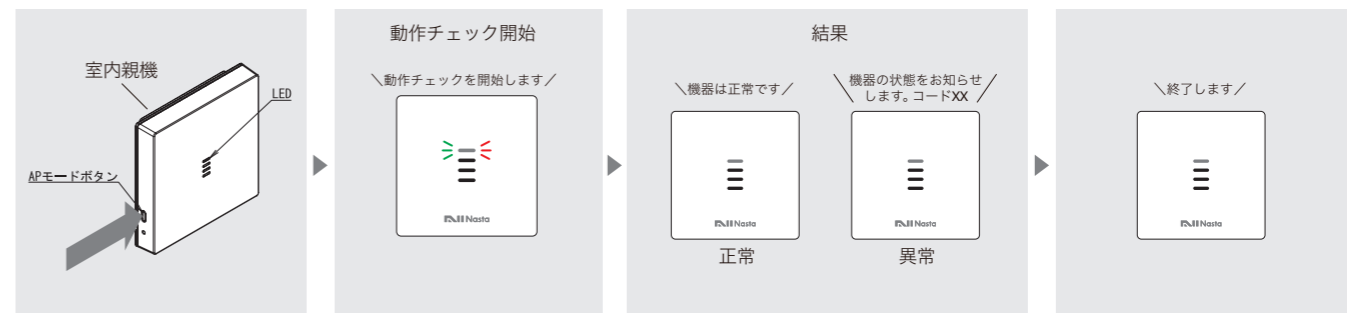 室内親機
LED
APモードボタン
動作チェック開始
\動作チェックを開始します/
Nasta
結果
\機器は正常です/
Nasta
正常
\機器の状態をお知らせ
します。コードXX/
Nasta
異常
\終了します/
Nasta